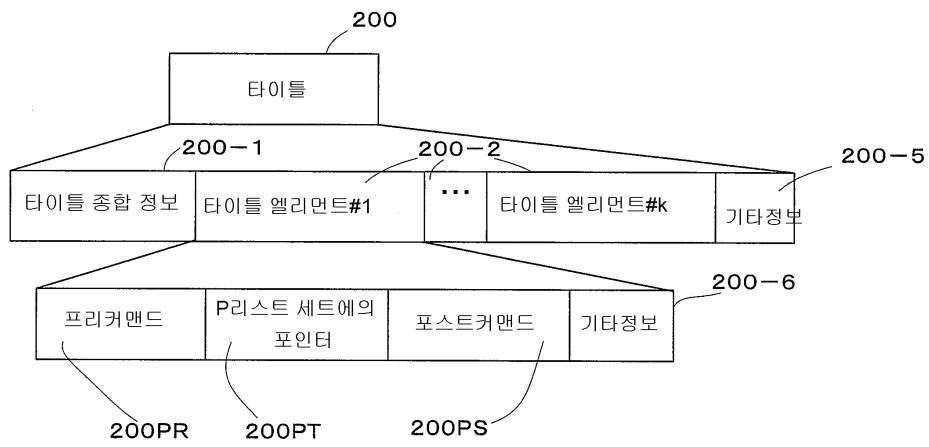 200
타이틀
200-1
200-2
200-5
타이틀 종합 정보
타이틀 엘리먼트#1
...
타이틀 엘리먼트#k
기타정보
200-6
프리커맨드
P리스트 세트에의
포인터
포스트커맨드
기타정보
200PR
200PT
200PS